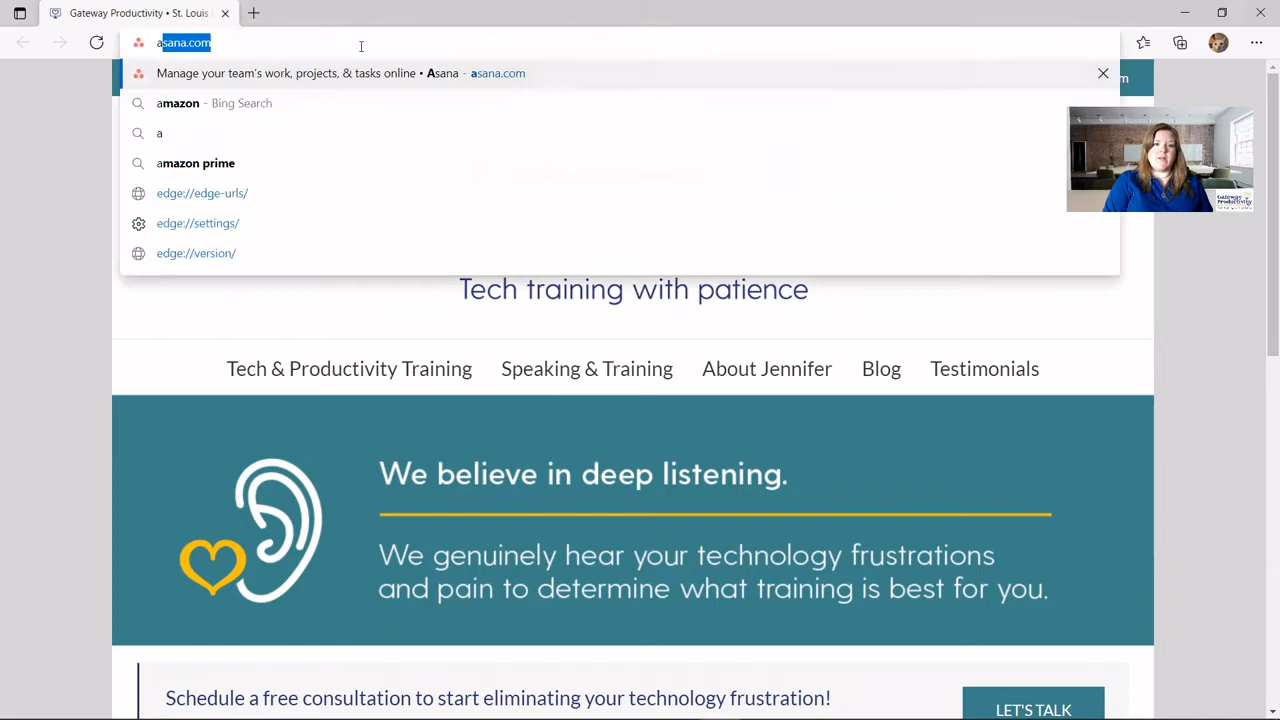 Gateway Productivity • St. Louis
asana.com
Manage your team's work, projects, & tasks online • Asana - asana.com
amazon - Bing Search
a
amazon prime
edge://edge-urls/
edge://settings/
edge://version/
m
Gateway
Productivity
Tech training with patience
Tech & Productivity Training Speaking & Training About Jennifer Blog Testimonials
We believe in deep listening.
We genuinely hear your technology frustrations
and pain to determine what training is best for you.
Schedule a free consultation to start eliminating your technology frustration!
LET'S TALK